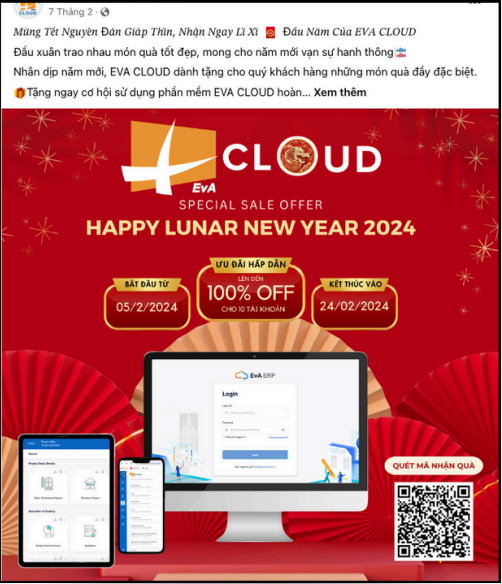 CLOUD
7 Tháng 2 ·
Mừng Tết Nguyên Đán Giáp Thìn, Nhận Ngay Lì Xì 🧧 Đầu Năm Của EVA CLOUD
Đầu xuân trao nhau món quà tốt đẹp, mong cho năm mới vạn sự hanh thông
Nhân dịp năm mới, EVA CLOUD dành tặng cho quý khách hàng những món quà đầy đặc biệt.
🎁Tặng ngay cơ hội sử dụng phần mềm EVA CLOUD hoàn... Xem thêm
EvA
CLOUD
SPECIAL SALE OFFER
HAPPY LUNAR NEW YEAR 2024
BẮT ĐẦU TỪ
05/2/2024
ƯU ĐÃI HẤP DẪN
LÊN ĐẾN
100% OFF
CHO 10 TÀI KHOẢN
KẾT THÚC VÀO
24/02/2024
EvA ERP
Login
Login
QUÉT MÃ NHẬN QUÀ